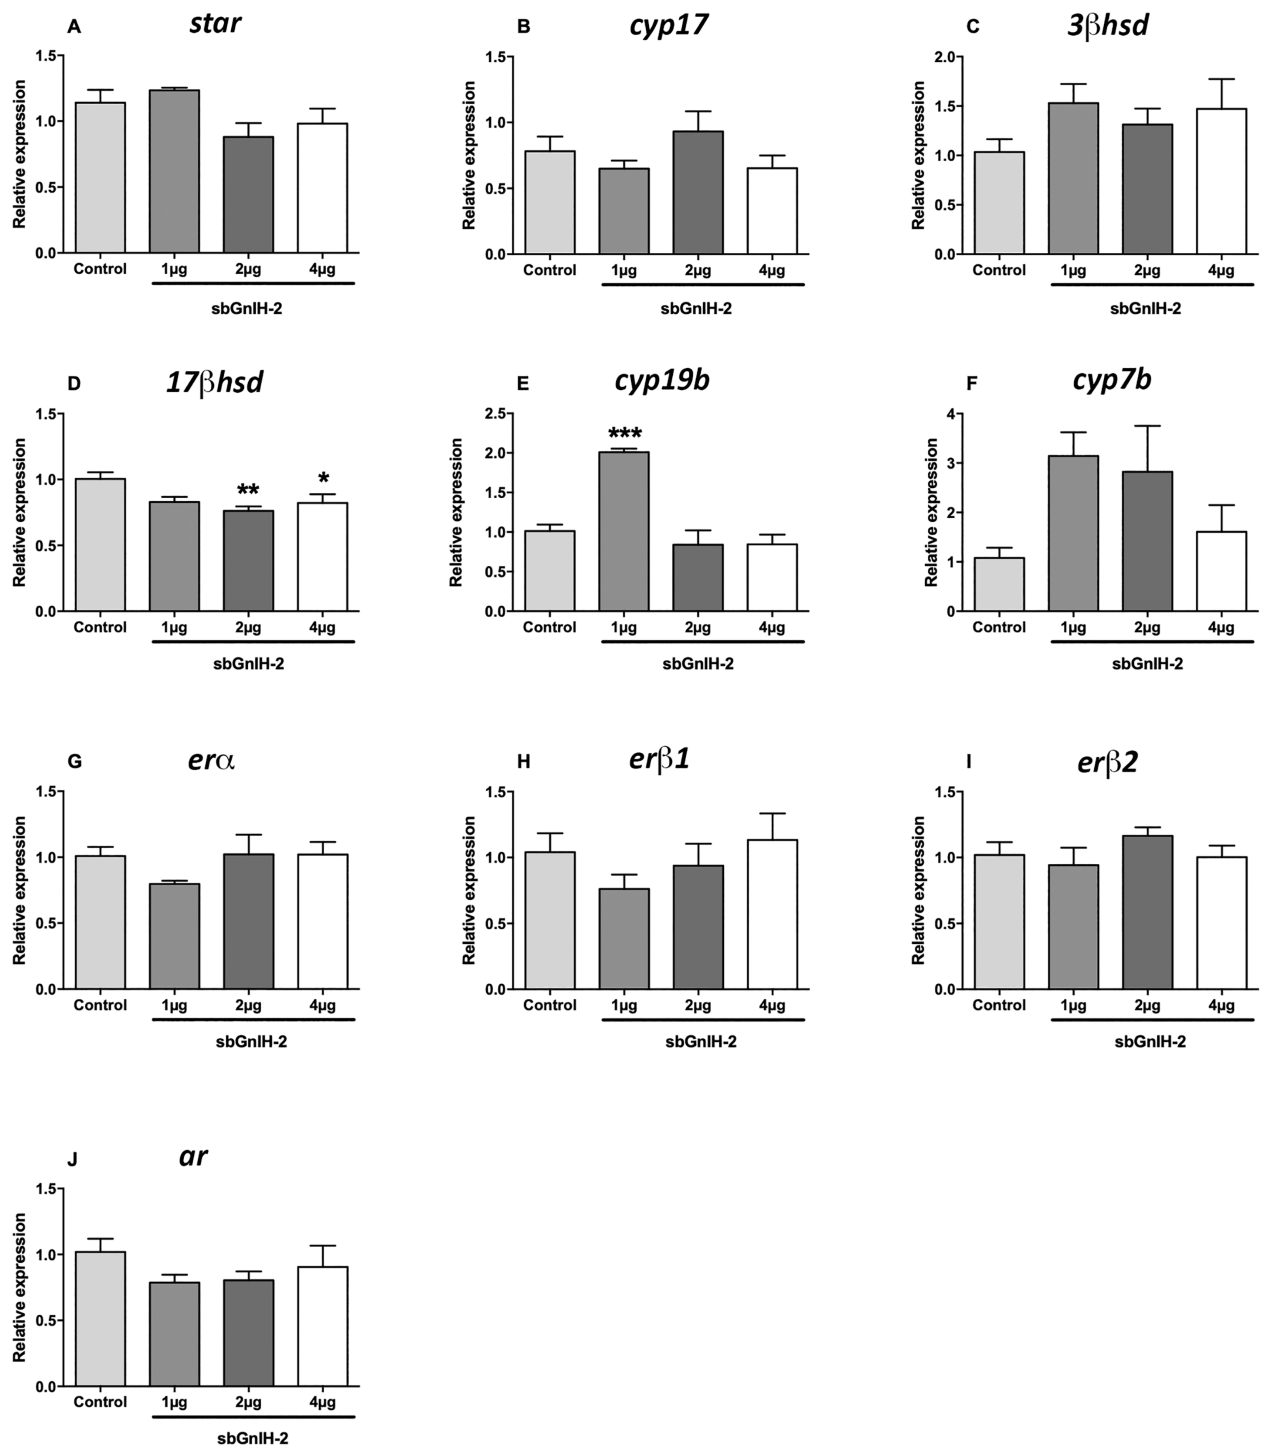 A star
Relative expression
1.5
1.0
0.5
0.0
Control 1µg 2µg 4µg
sbGnIH-2
B cyp17
Relative expression
1.5
1.0
0.5
0.0
Control 1µg 2µg 4µg
sbGnIH-2
C 3βhsd
Relative expression
2.0
1.5
1.0
0.5
0.0
Control 1µg 2µg 4µg
sbGnIH-2
D 17βhsd
Relative expression
1.5
1.0
0.5
0.0
** *
Control 1µg 2µg 4µg
sbGnIH-2
E cyp19b
Relative expression
2.5
2.0
1.5
1.0
0.5
0.0
***
Control 1µg 2µg 4µg
sbGnIH-2
F cyp7b
Relative expression
4
3
2
1
0
Control 1µg 2µg 4µg
sbGnIH-2
G erα
Relative expression
1.5
1.0
0.5
0.0
Control 1µg 2µg 4µg
sbGnIH-2
H erβ1
Relative expression
1.5
1.0
0.5
0.0
Control 1µg 2µg 4µg
sbGnIH-2
I erβ2
Relative expression
1.5
1.0
0.5
0.0
Control 1µg 2µg 4µg
sbGnIH-2
J ar
Relative expression
1.5
1.0
0.5
0.0
Control 1µg 2µg 4µg
sbGnIH-2